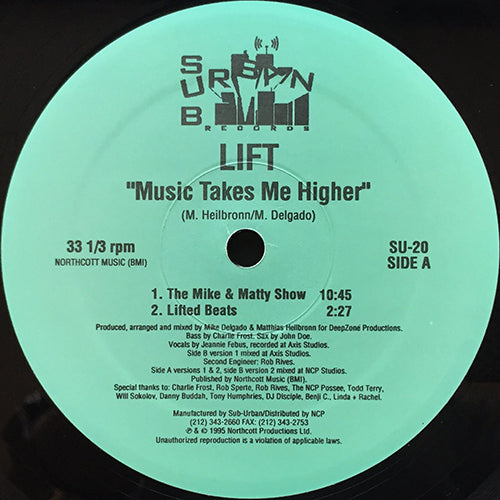 SUB URBAN
RECORDS
LIFT
"Music Takes Me Higher"
(M. Heilbronn/M. Delgado)
33 1/3 rpm
NORTHCOTT MUSIC (BMI)
SU-20
SIDE A
1. The Mike & Matty Show 10:45
2. Lifted Beats 2:27
Produced, arranged and mixed by Mike Delgado & Matthias Heilbronn for DeepZone Productions.
Bass by Charlie Frost. Sax by John Doe.
Vocals by Jeannie Febus, recorded at Axis Studios.
Side B version 1 mixed at Axis Studios.
Second Engineer: Rob Rives.
Side A versions 1 & 2, side B version 2 mixed at NCP Studios.
Published by Northcott Music (BMI).
Special thanks to: Charlie Frost, Rob Sperte, Rob Rives, The NCP Possee, Todd Terry,
Will Sokolov, Danny Buddah, Tony Humphries, DJ Disciple, Benji C., Linda + Rachel.
Manufactured by Sub-Urban/Distributed by NCP
(212) 343-2660 FAX: (212) 343-2753
℗ & © 1995 Northcott Productions Ltd.
Unauthorized reproduction is a violation of applicable laws.